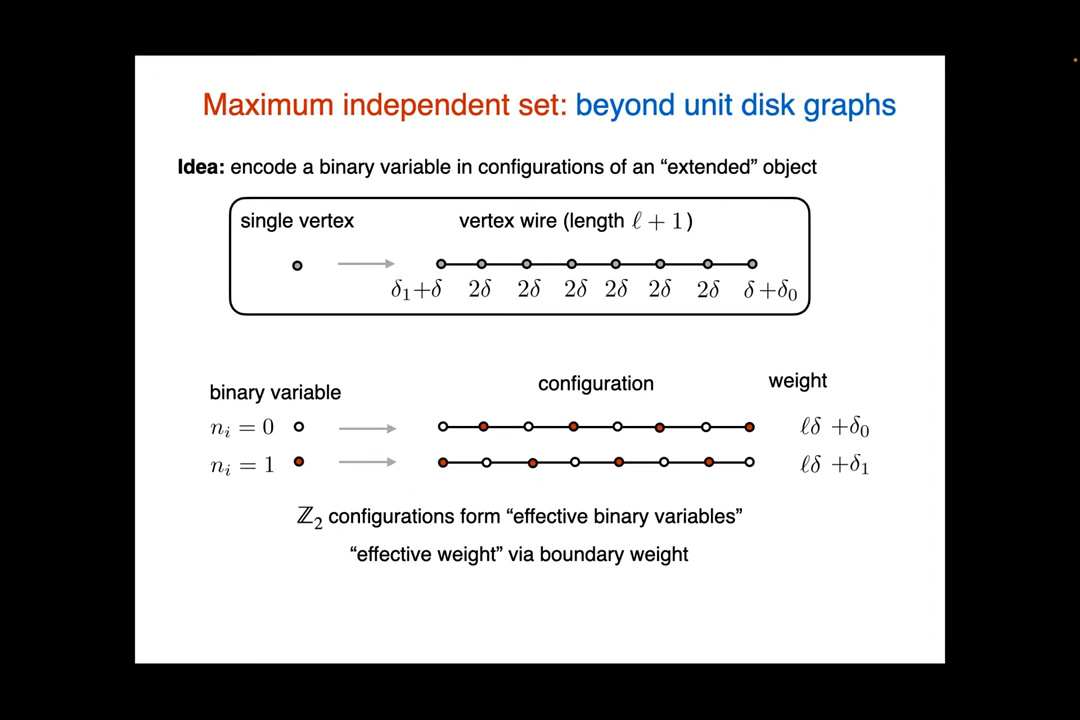 Maximum independent set: beyond unit disk graphs
Idea: encode a binary variable in configurations of an “extended” object
single vertex
vertex wire (length ℓ + 1)
δ₁+δ 2δ 2δ 2δ 2δ 2δ 2δ δ+δ₀
binary variable configuration weight
nᵢ = 0 ℓδ +δ₀
nᵢ = 1 ℓδ +δ₁
ℤ₂ configurations form “effective binary variables”
“effective weight” via boundary weight